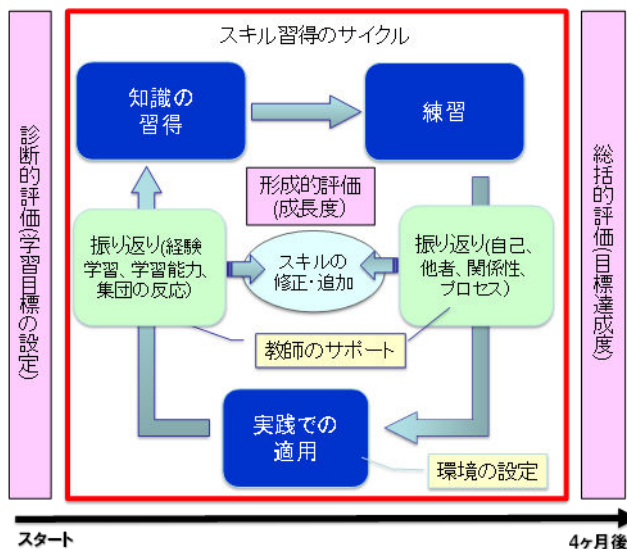 スキル習得のサイクル
知識の
習得
練習
診断的評価(学習目標の設定)
総括的評価(目標達成度)
形成的評価
(成長度)
振り返り(経験
学習、学習能力、
集団の反応)
スキルの
修正・追加
振り返り(自己、
他者、関係性、
プロセス)
教師のサポート
実践での
適用
環境の設定
スタート
4ヶ月後